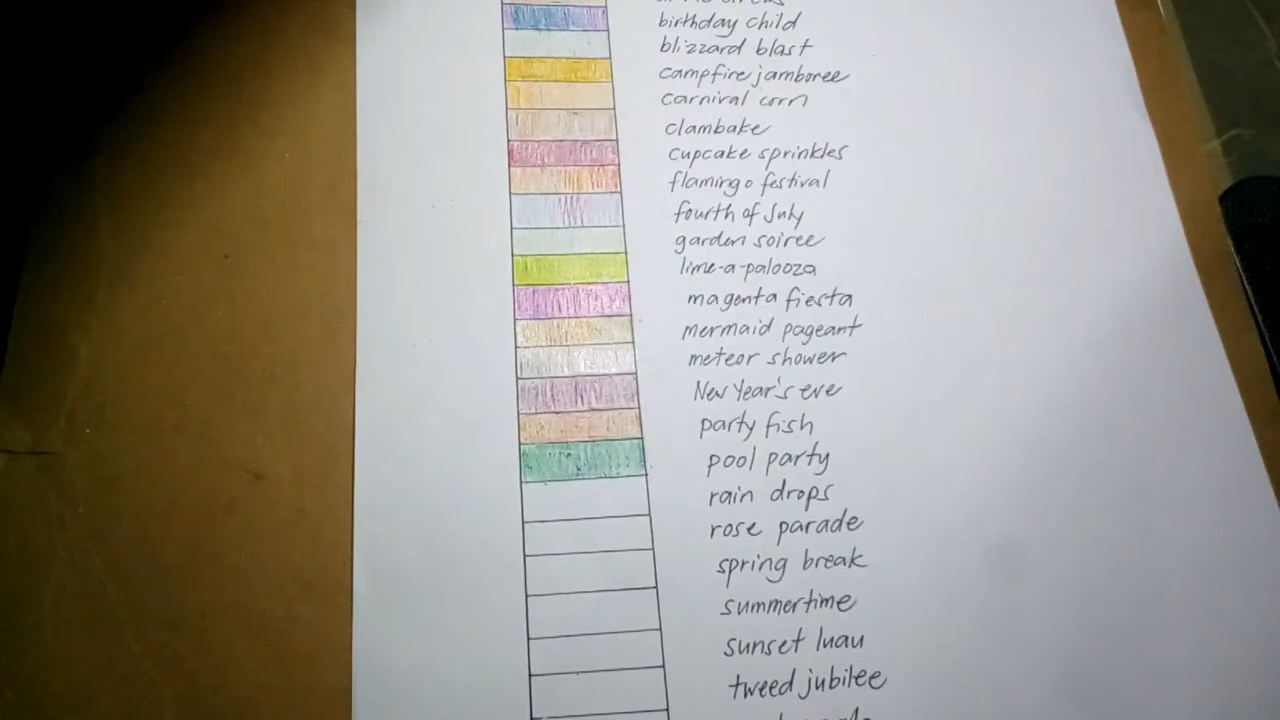 birthday child
blizzard blast
campfire jamboree
carnival corn
clambake
cupcake sprinkles
flamingo festival
fourth of July
garden soiree
lime-a-palooza
magenta fiesta
mermaid pageant
meteor shower
New Year's eve
party fish
pool party
rain drops
rose parade
spring break
summertime
sunset luau
tweed jubilee